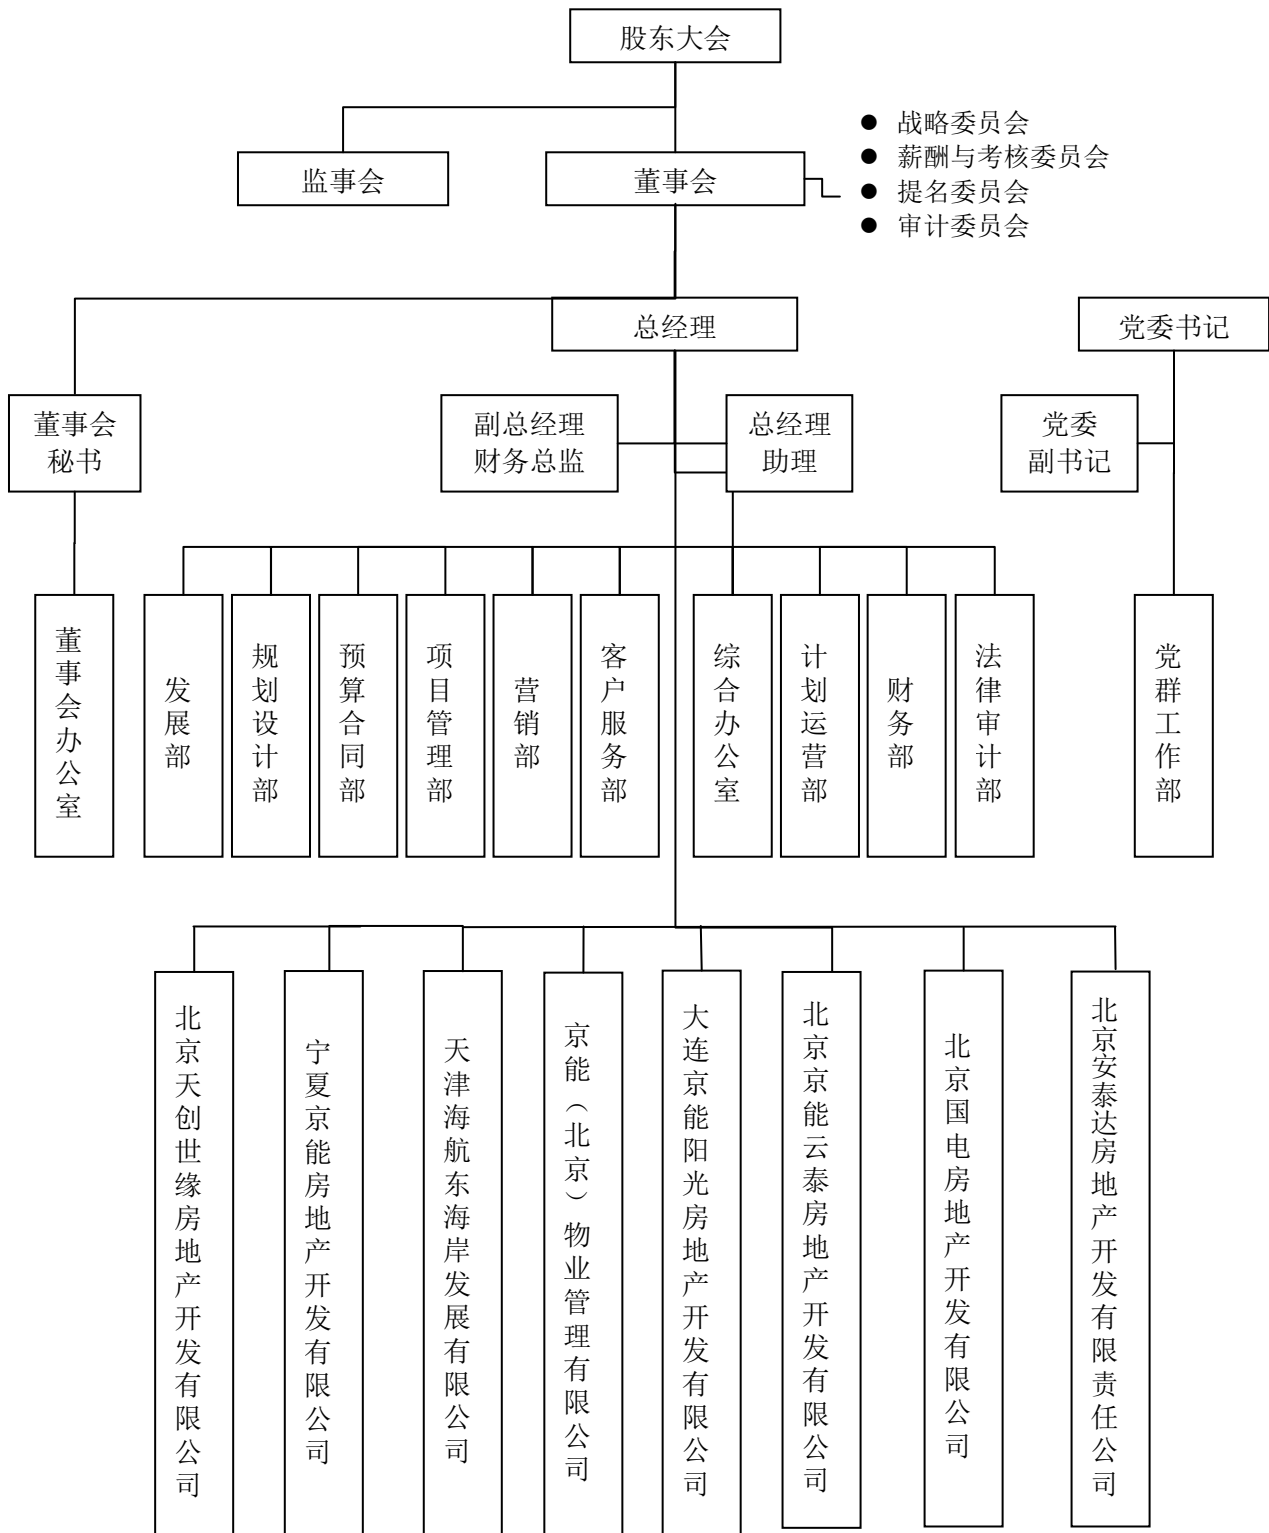 股东大会
● 战略委员会
● 薪酬与考核委员会
● 提名委员会
● 审计委员会
监事会
董事会
总经理
党委书记
董事会
秘书
副总经理
财务总监
总经理
助理
党委
副书记
董事会办公室
发展部
规划设计部
预算合同部
项目管理部
营销部
客户服务部
综合办公室
计划运营部
财务部
法律审计部
党群工作部
北京天创世缘房地产开发有限公司
宁夏京能房地产开发有限公司
天津海航东海岸发展有限公司
京能（北京）物业管理有限公司
大连京能阳光房地产开发有限公司
北京京能云泰房地产开发有限公司
北京国电房地产开发有限公司
北京安泰达房地产开发有限责任公司